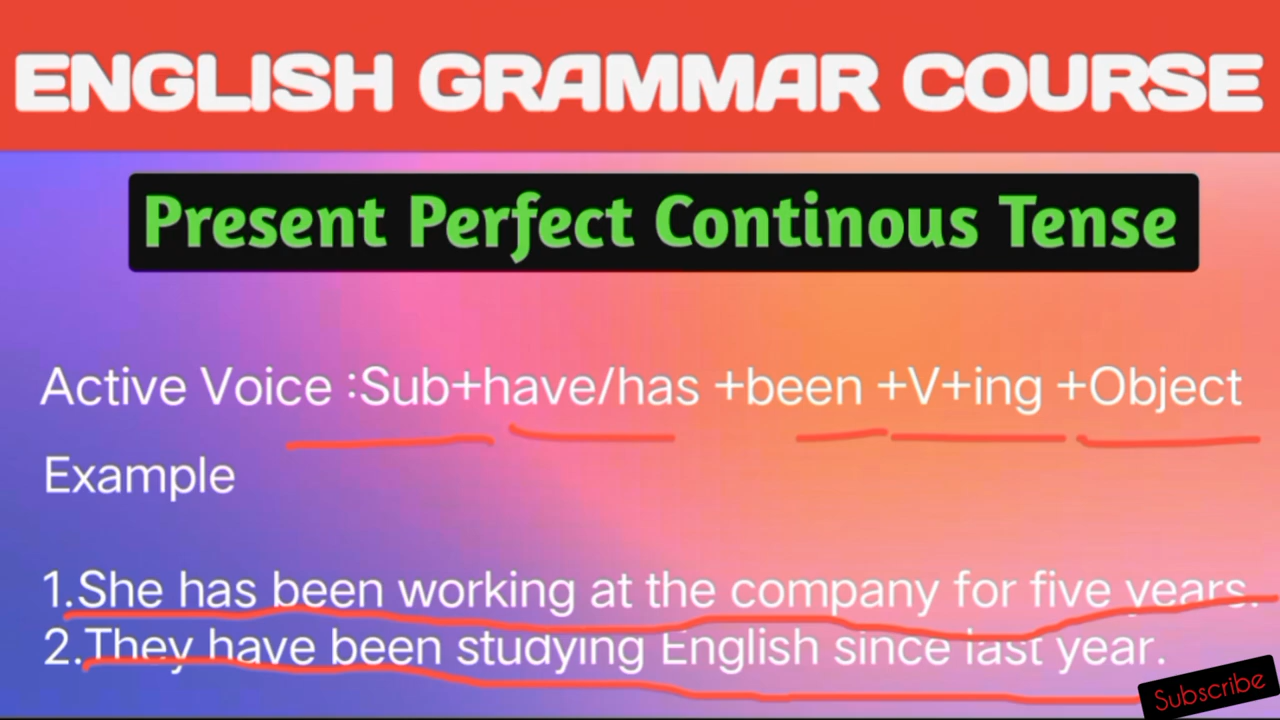 ENGLISH GRAMMAR COURSE
Present Perfect Continous Tense
Active Voice :Sub+have/has +been +V+ing +Object
Example
1.She has been working at the company for five years.
2.They have been studying English since last year.
Subscribe